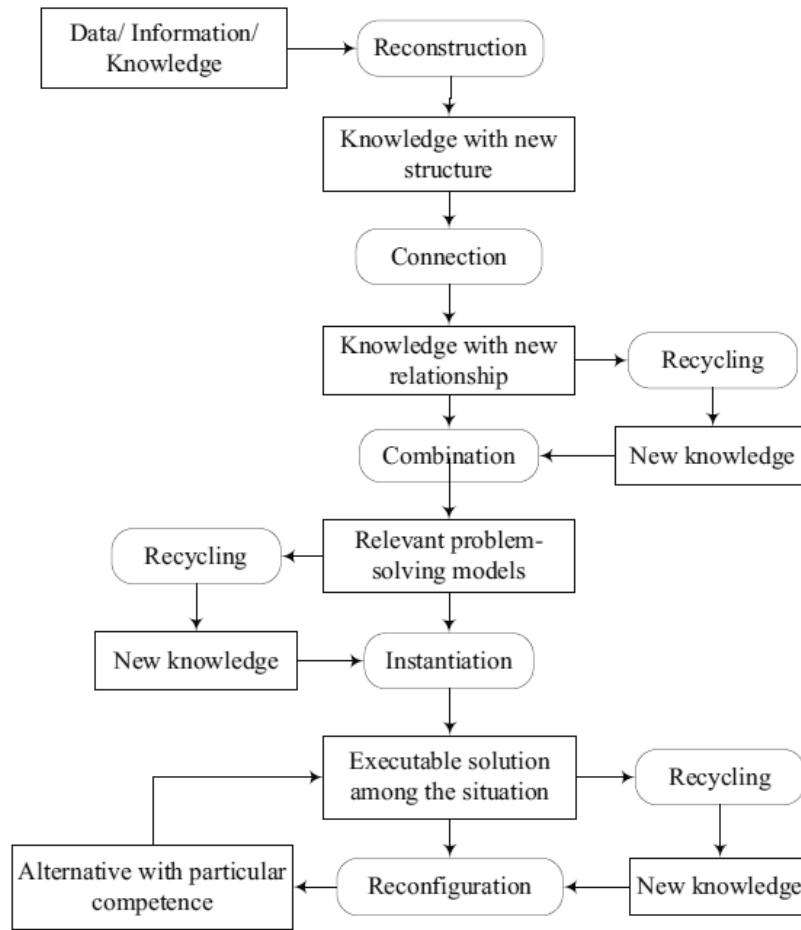 Data/ Information/
Knowledge
Reconstruction
Knowledge with new
structure
Connection
Knowledge with new
relationship
Recycling
Combination
New knowledge
Relevant problem-
solving models
Recycling
New knowledge
Instantiation
Executable solution
among the situation
Recycling
Alternative with particular
competence
Reconfiguration
New knowledge